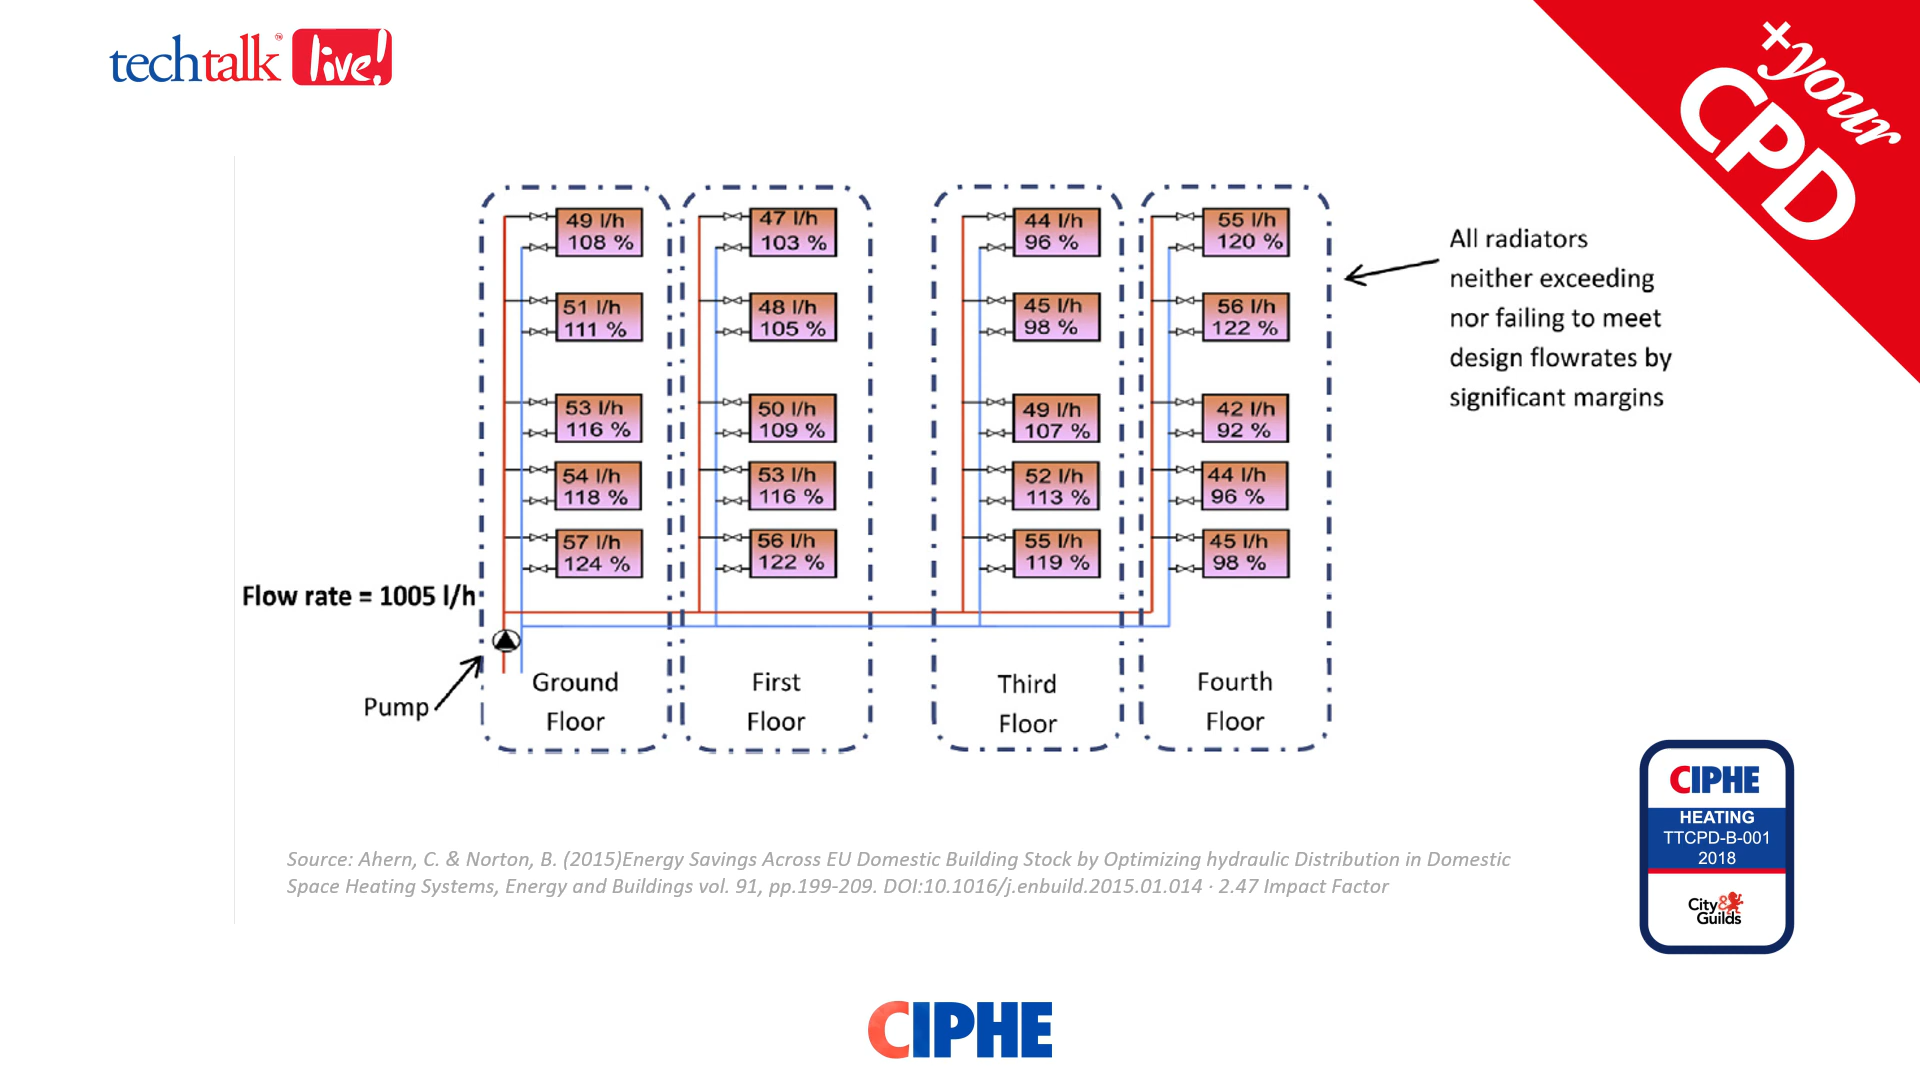 techtalk™ live!
+your
CPD
49 l/h
108 %
51 l/h
111 %
53 l/h
116 %
54 l/h
118 %
57 l/h
124 %
47 l/h
103 %
48 l/h
105 %
50 l/h
109 %
53 l/h
116 %
56 l/h
122 %
44 l/h
96 %
45 l/h
98 %
49 l/h
107 %
52 l/h
113 %
55 l/h
119 %
55 l/h
120 %
56 l/h
122 %
42 l/h
92 %
44 l/h
96 %
45 l/h
98 %
All radiators
neither exceeding
nor failing to meet
design flowrates by
significant margins
Flow rate = 1005 l/h
Pump
Ground
Floor
First
Floor
Third
Floor
Fourth
Floor
Source: Ahern, C. & Norton, B. (2015)Energy Savings Across EU Domestic Building Stock by Optimizing hydraulic Distribution in Domestic
Space Heating Systems, Energy and Buildings vol. 91, pp.199-209. DOI:10.1016/j.enbuild.2015.01.014 · 2.47 Impact Factor
CIPHE
HEATING
TTCPD-B-001
2018
City&
Guilds
CIPHE